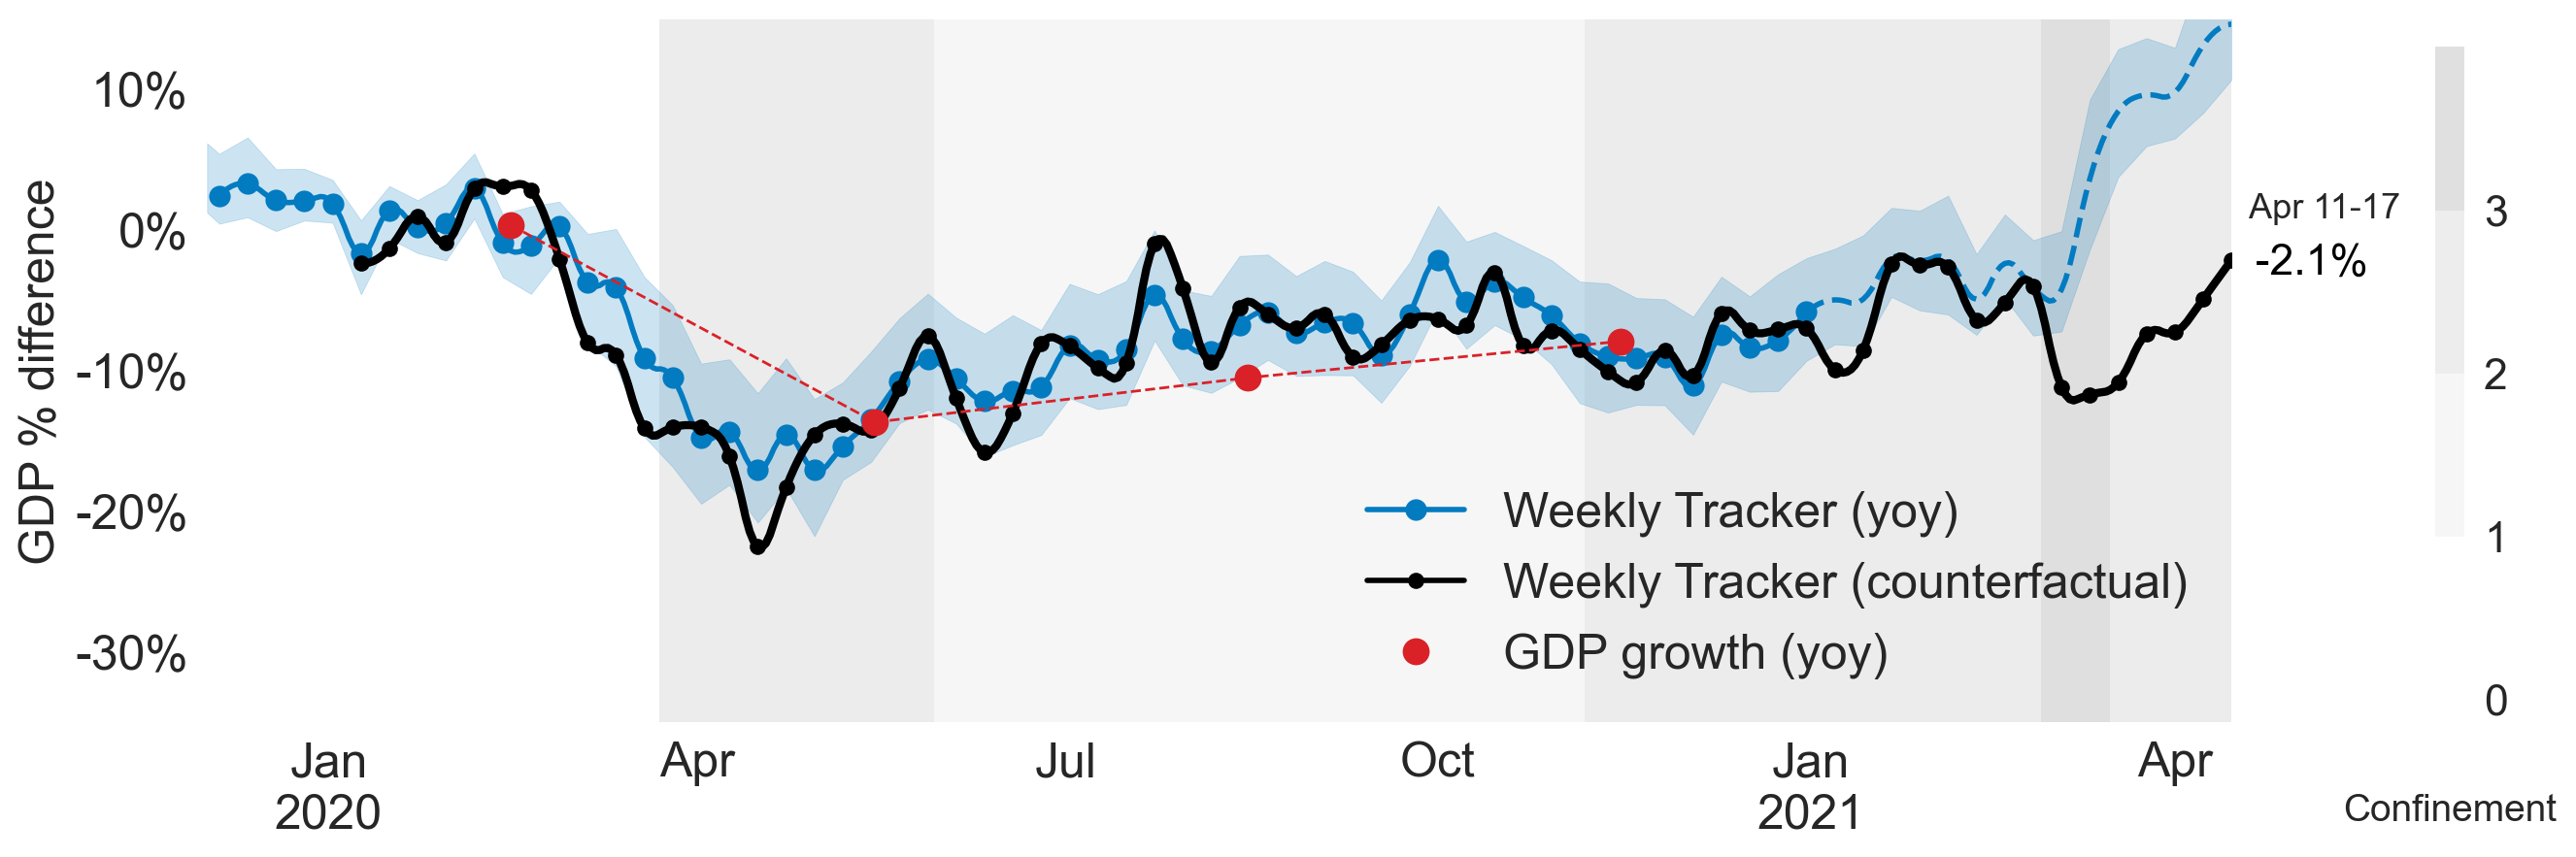 GDP % difference
10%
0%
-10%
-20%
-30%
Jan
2020
Apr
Jul
Oct
Jan
2021
Apr
Weekly Tracker (yoy)
Weekly Tracker (counterfactual)
GDP growth (yoy)
Apr 11-17
-2.1%
3
2
1
0
Confinement